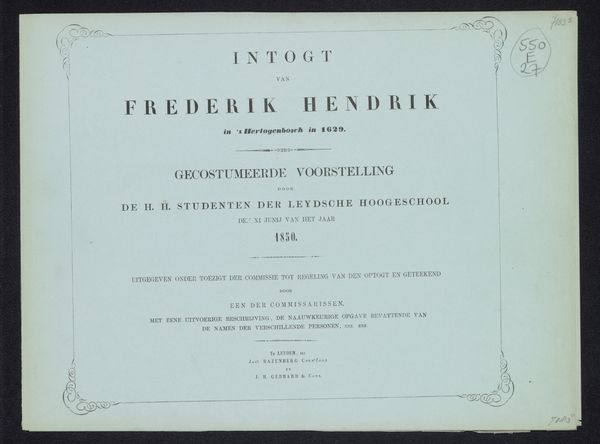 INTOGT
VAN
FREDERIK HENDRIK
in 's Hertogenbosch in 1629.
GECOSTUMEERDE VOORSTELLING
DOOR
DE H. H. STUDENTEN DER LEYDSCHE HOOGESCHOOL
XI JUNIJ VAN HET JAAR
1850.
UITGEGEVEN ONDER TOEZIGT DER COMMISSIE TOT REGELING VAN DEN OPTOGT EN GETEEKEND
DOOR
EEN DER COMMISSARISSEN.
MET EENE UITVOERIGE BESCHRIJVING, DE NAAUWKEURIGE OPGAVE BEVATTENDE VAN
DE NAMEN DER VERSCHILLENDE PERSONEN, ENZ. ENZ.
Te LEYDEN, bij
Jac. HAZENBERG Corn.Zoon
EN
J. H. GEBHARD & Comp.
550
E
27